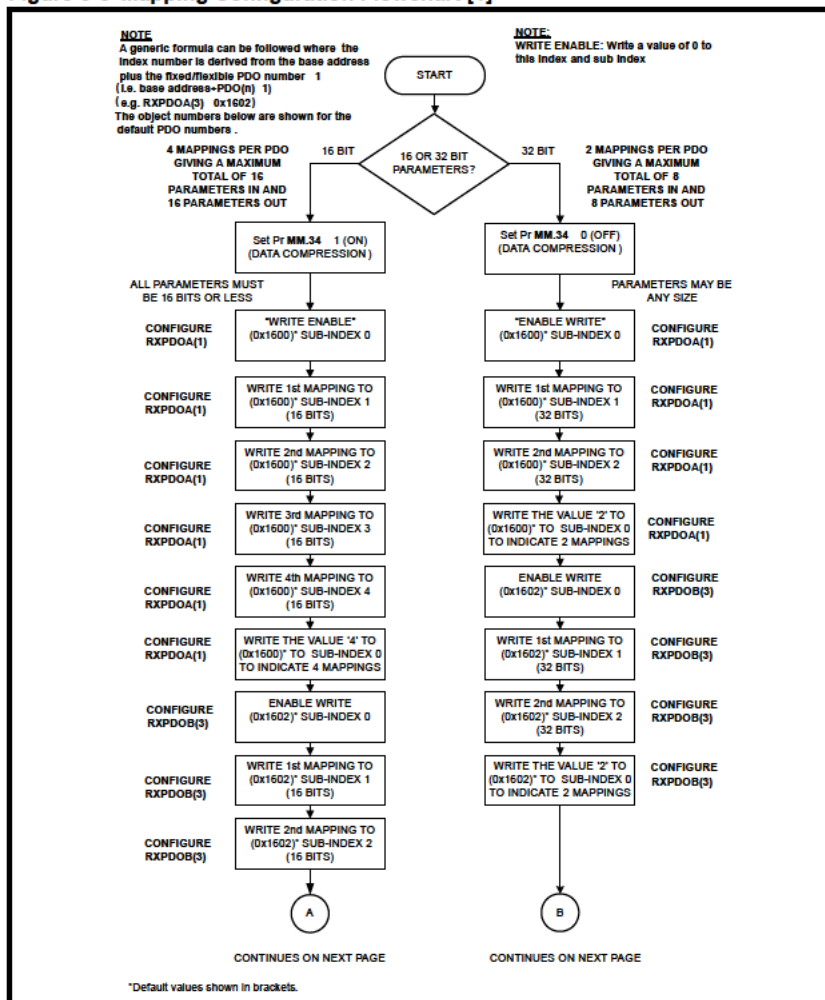 NOTE
A generic formula can be followed where the
index number is derived from the base address
plus the fixed/flexible PDO number 1
(i.e. base address+PDO(n) 1)
(e.g. RXPDOA(3) 0x1602)
The object numbers below are shown for the
default PDO numbers .
NOTE:
WRITE ENABLE: Write a value of 0 to
this index and sub index
START
16 OR 32 BIT
PARAMETERS?
16 BIT
32 BIT
4 MAPPINGS PER PDO
GIVING A MAXIMUM
TOTAL OF 16
PARAMETERS IN AND
16 PARAMETERS OUT
2 MAPPINGS PER PDO
GIVING A MAXIMUM
TOTAL OF 8
PARAMETERS IN AND
8 PARAMETERS OUT
Set Pr MM.34 1 (ON)
(DATA COMPRESSION )
Set Pr MM.34 0 (OFF)
(DATA COMPRESSION )
ALL PARAMETERS MUST
BE 16 BITS OR LESS
PARAMETERS MAY BE
ANY SIZE
CONFIGURE
RXPDOA(1)
"WRITE ENABLE"
(0x1600)* SUB-INDEX 0
"ENABLE WRITE"
(0x1600)* SUB-INDEX 0
CONFIGURE
RXPDOA(1)
CONFIGURE
RXPDOA(1)
WRITE 1st MAPPING TO
(0x1600)* SUB-INDEX 1
(16 BITS)
WRITE 1st MAPPING TO
(0x1600)* SUB-INDEX 1
(32 BITS)
CONFIGURE
RXPDOA(1)
CONFIGURE
RXPDOA(1)
WRITE 2nd MAPPING TO
(0x1600)* SUB-INDEX 2
(16 BITS)
WRITE 2nd MAPPING TO
(0x1600)* SUB-INDEX 2
(32 BITS)
CONFIGURE
RXPDOA(1)
CONFIGURE
RXPDOA(1)
WRITE 3rd MAPPING TO
(0x1600)* SUB-INDEX 3
(16 BITS)
WRITE THE VALUE '2' TO
(0x1600)* TO SUB-INDEX 0
TO INDICATE 2 MAPPINGS
CONFIGURE
RXPDOA(1)
CONFIGURE
RXPDOA(1)
WRITE 4th MAPPING TO
(0x1600)* SUB-INDEX 4
(16 BITS)
ENABLE WRITE
(0x1602)* SUB-INDEX 0
CONFIGURE
RXPDOB(3)
CONFIGURE
RXPDOA(1)
WRITE THE VALUE '4' TO
(0x1600)* TO SUB-INDEX 0
TO INDICATE 4 MAPPINGS
WRITE 1st MAPPING TO
(0x1602)* SUB-INDEX 1
(32 BITS)
CONFIGURE
RXPDOB(3)
CONFIGURE
RXPDOB(3)
ENABLE WRITE
(0x1602)* SUB-INDEX 0
WRITE 2nd MAPPING TO
(0x1602)* SUB-INDEX 2
(32 BITS)
CONFIGURE
RXPDOB(3)
CONFIGURE
RXPDOB(3)
WRITE 1st MAPPING TO
(0x1602)* SUB-INDEX 1
(16 BITS)
WRITE THE VALUE '2' TO
(0x1602)* TO SUB-INDEX 0
TO INDICATE 2 MAPPINGS
CONFIGURE
RXPDOB(3)
CONFIGURE
RXPDOB(3)
WRITE 2nd MAPPING TO
(0x1602)* SUB-INDEX 2
(16 BITS)
A
B
CONTINUES ON NEXT PAGE
CONTINUES ON NEXT PAGE
*Default values shown in brackets.